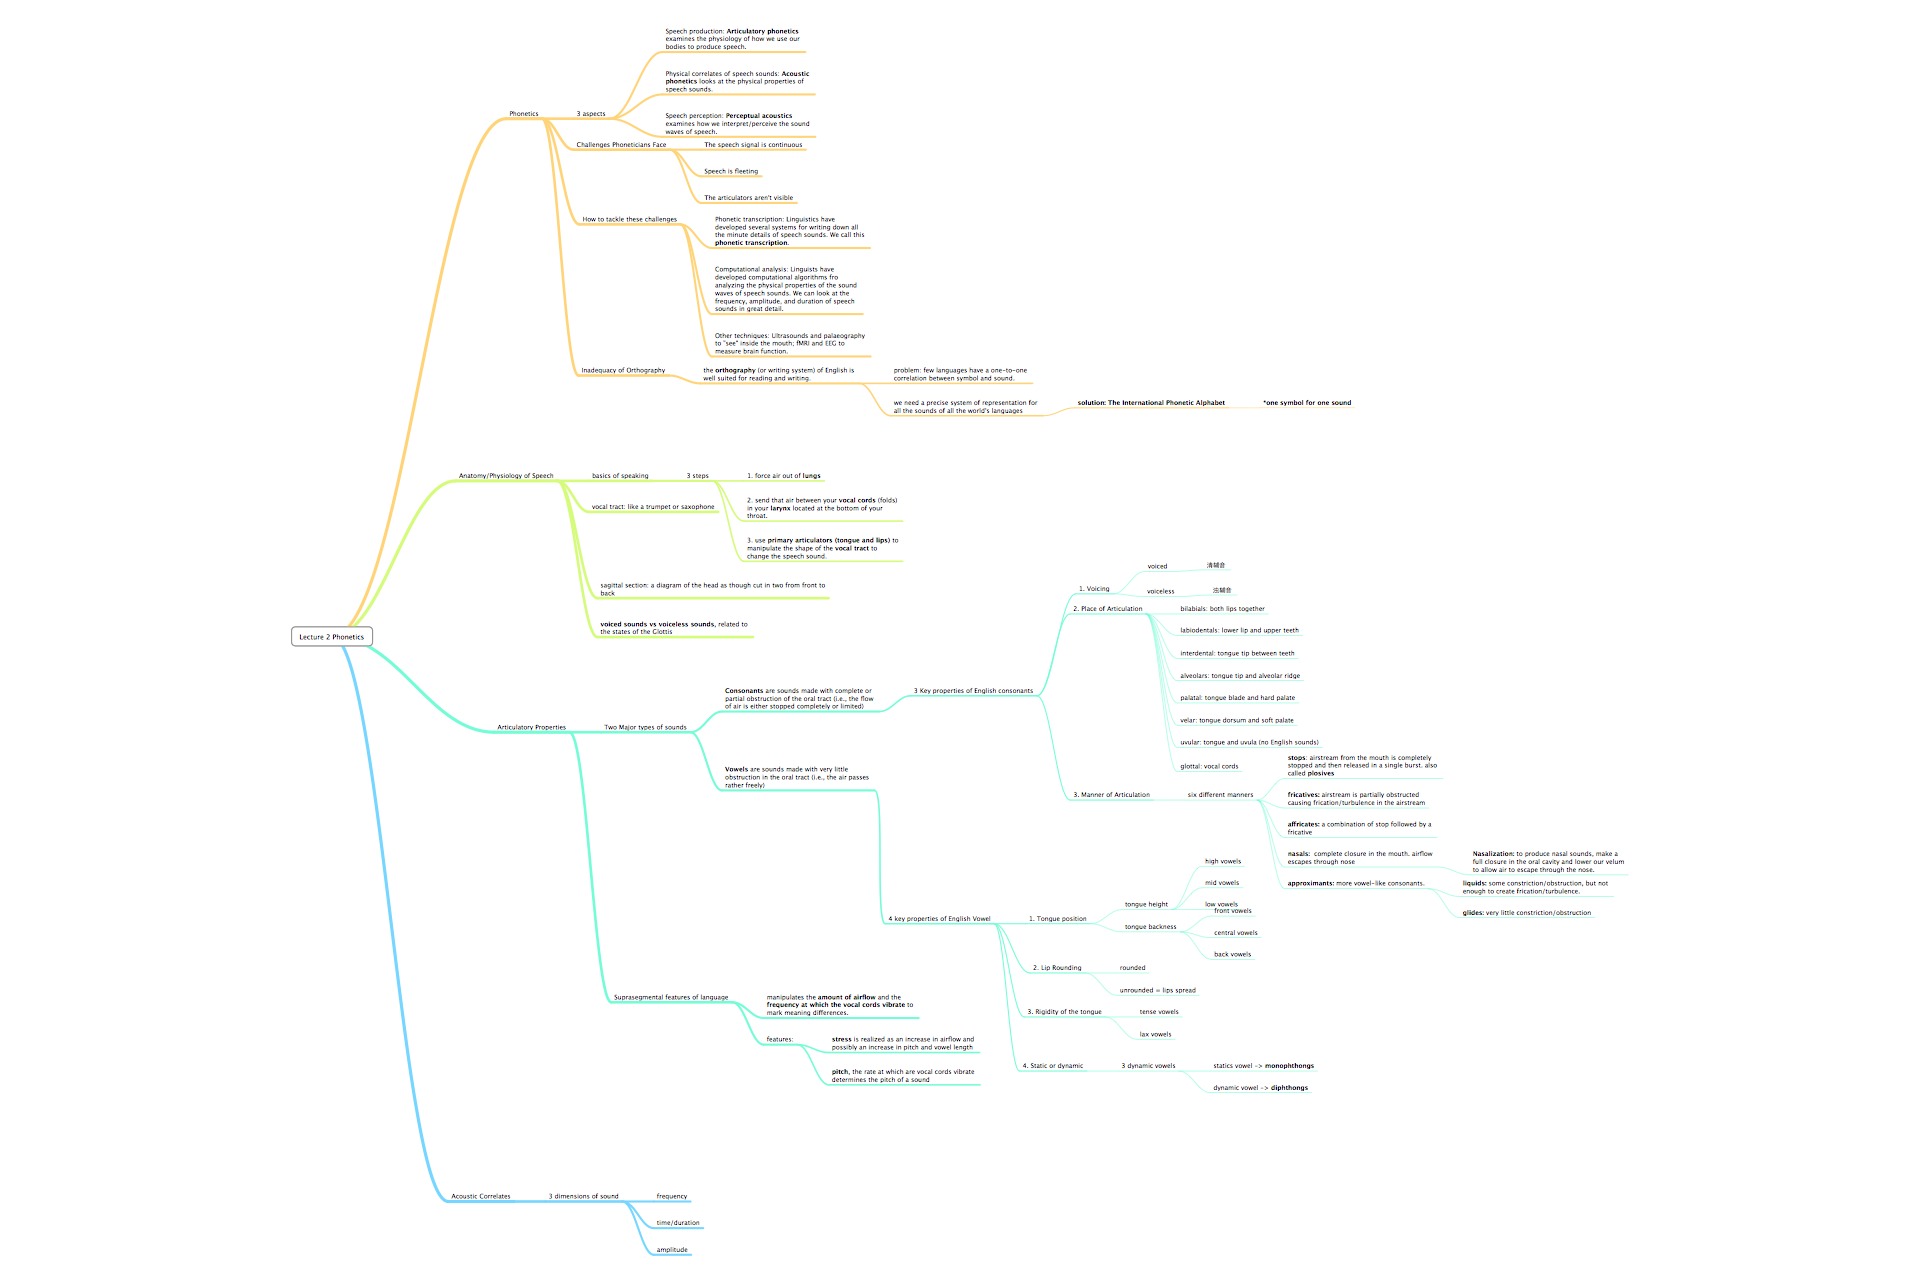 Speech production: Articulatory phonetics
examines the physiology of how we use our
bodies to produce speech.
Physical correlates of speech sounds: Acoustic
phonetics looks at the physical properties of
speech sounds.
Phonetics
3 aspects
Speech perception: Perceptual acoustics
examines how we interpret/perceive the sound
waves of speech.
Challenges Phoneticians Face
The speech signal is continuous
Speech is fleeting
The articulators aren't visible
How to tackle these challenges
Phonetic transcription: Linguistics have
developed several systems for writing down all
the minute details of speech sounds. We call this
phonetic transcription.
Computational analysis: Linguists have
developed computational algorithms fro
analyzing the physical properties of the sound
waves of speech sounds. We can look at the
frequency, amplitude, and duration of speech
sounds in great detail.
Other techniques: Ultrasounds and palaeography
to "see" inside the mouth; fMRI and EEG to
measure brain function.
Inadequacy of Orthography
the orthography (or writing system) of English is
well suited for reading and writing.
problem: few languages have a one-to-one
correlation between symbol and sound.
we need a precise system of representation for
all the sounds of all the world's languages
solution: The International Phonetic Alphabet
*one symbol for one sound
Anatomy/Physiology of Speech
basics of speaking
3 steps
1. force air out of lungs
2. send that air between your vocal cords (folds)
in your larynx located at the bottom of your
throat.
3. use primary articulators (tongue and lips) to
manipulate the shape of the vocal tract to
change the speech sound.
vocal tract: like a trumpet or saxophone
sagittal section: a diagram of the head as though cut in two from front to
back
voiced sounds vs voiceless sounds, related to
the states of the Glottis
Lecture 2 Phonetics
Articulatory Properties
Two Major types of sounds
Consonants are sounds made with complete or
partial obstruction of the oral tract (i.e., the flow
of air is either stopped completely or limited)
3 Key properties of English consonants
1. Voicing
voiced
清辅音
voiceless
浊辅音
2. Place of Articulation
bilabials: both lips together
labiodentals: lower lip and upper teeth
interdental: tongue tip between teeth
alveolars: tongue tip and alveolar ridge
palatal: tongue blade and hard palate
velar: tongue dorsum and soft palate
uvular: tongue and uvula (no English sounds)
glottal: vocal cords
3. Manner of Articulation
six different manners
stops: airstream from the mouth is completely
stopped and then released in a single burst. also
called plosives
fricatives: airstream is partially obstructed
causing frication/turbulence in the airstream
affricates: a combination of stop followed by a
fricative
nasals: complete closure in the mouth. airflow
escapes through nose
Nasalization: to produce nasal sounds, make a
full closure in the oral cavity and lower our velum
to allow air to escape through the nose.
approximants: more vowel-like consonants.
liquids: some constriction/obstruction, but not
enough to create frication/turbulence.
glides: very little constriction/obstruction
Vowels are sounds made with very little
obstruction in the oral tract (i.e., the air passes
rather freely)
4 key properties of English Vowel
1. Tongue position
tongue height
high vowels
mid vowels
low vowels
tongue backness
front vowels
central vowels
back vowels
2. Lip Rounding
rounded
unrounded = lips spread
3. Rigidity of the tongue
tense vowels
lax vowels
4. Static or dynamic
3 dynamic vowels
statics vowel -> monophthongs
dynamic vowel -> diphthongs
Suprasegmental features of language
manipulates the amount of airflow and the
frequency at which the vocal cords vibrate to
mark meaning differences.
features:
stress is realized as an increase in airflow and
possibly an increase in pitch and vowel length
pitch, the rate at which are vocal cords vibrate
determines the pitch of a sound
Acoustic Correlates
3 dimensions of sound
frequency
time/duration
amplitude